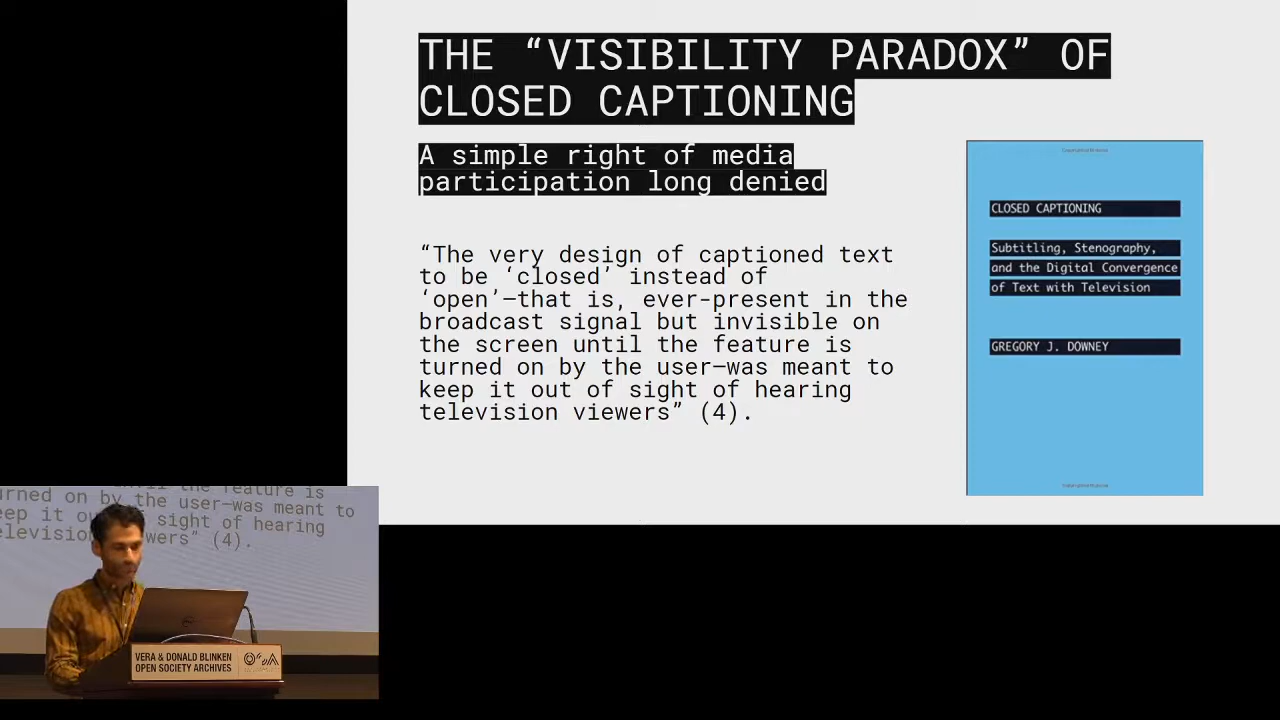 THE “VISIBILITY PARADOX” OF
CLOSED CAPTIONING
A simple right of media
participation long denied
“The very design of captioned text
to be ‘closed’ instead of
‘open’—that is, ever-present in the
broadcast signal but invisible on
the screen until the feature is
turned on by the user—was meant to
keep it out of sight of hearing
television viewers” (4).
CLOSED CAPTIONING
Subtitling, Stenography,
and the Digital Convergence
of Text with Television
GREGORY J. DOWNEY
the feature is
turned on by the user—was meant to
sight of hearing
(4).
VERA & DONALD BLINKEN
OPEN SOCIETY ARCHIVES